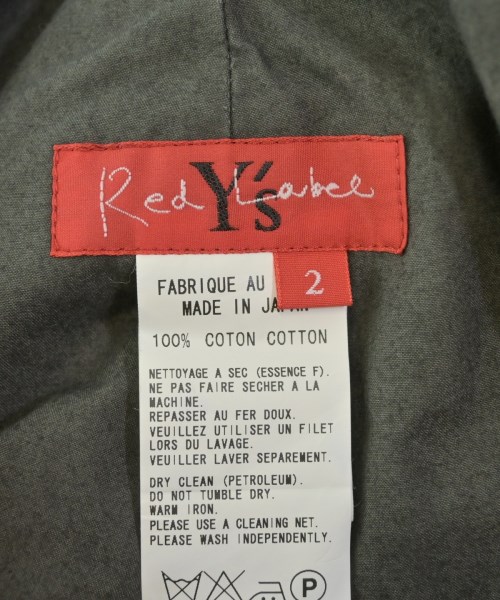 Red Y's Label
2
FABRIQUE AU
MADE IN JAPAN
100% COTON COTTON
NETTOYAGE A SEC (ESSENCE F).
NE PAS FAIRE SECHER A LA
MACHINE.
REPASSER AU FER DOUX.
VEUILLEZ UTILISER UN FILET
LORS DU LAVAGE.
VEUILLER LAVER SEPAREMENT.
DRY CLEAN (PETROLEUM).
DO NOT TUMBLE DRY.
WARM IRON.
PLEASE USE A CLEANING NET.
PLEASE WASH INDEPENDENTLY.
P